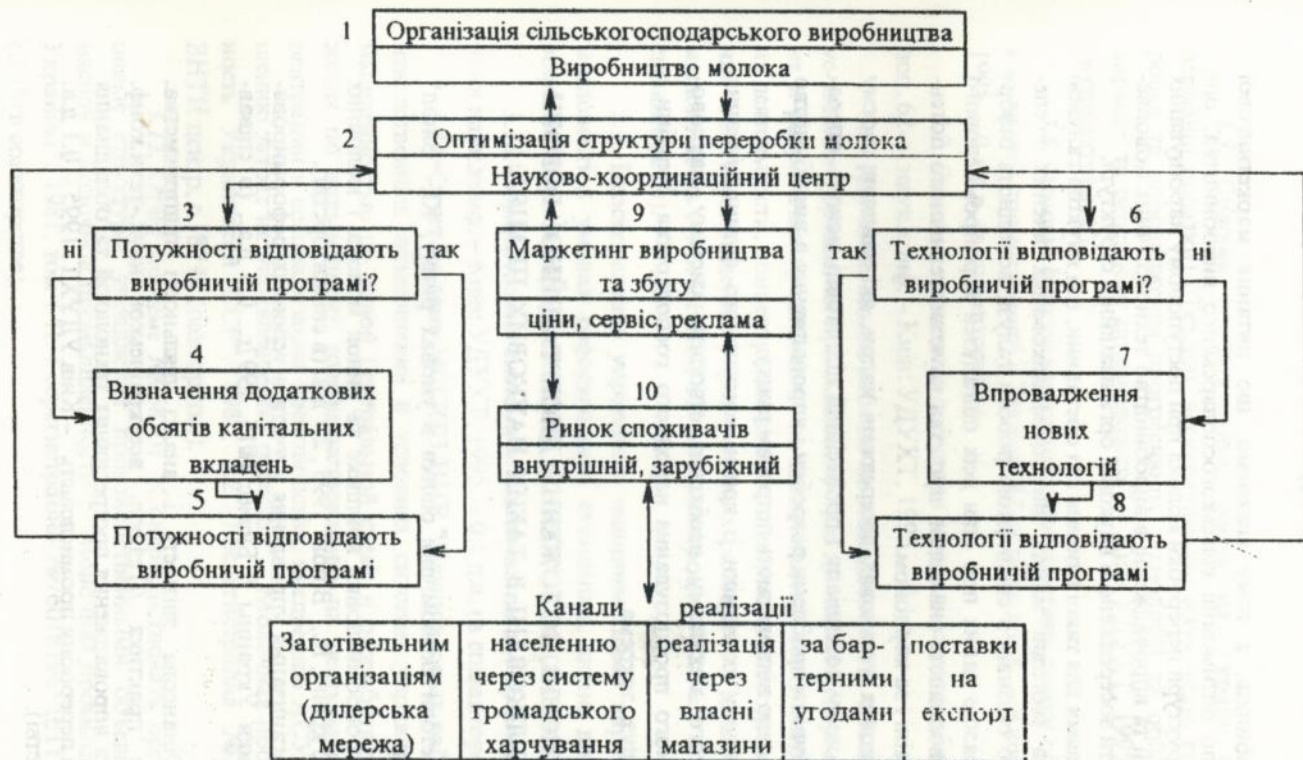 1
Організація сільськогосподарського виробництва
Виробництво молока
2
Оптимізація структури переробки молока
Науково-координаційний центр
3
ні
Потужності відповідають
виробничій програмі?
так
9
Маркетинг виробництва
та збуту
ціни, сервіс, реклама
6
так
Технології відповідають
виробничій програмі?
ні
4
Визначення додаткових
обсягів капітальних
вкладень
10
Ринок споживачів
внутрішній, зарубіжний
7
Впровадження
нових
технологій
5
Потужності відповідають
виробничій програмі
8
Технології відповідають
виробничій програмі
Канали реалізації
Заготівельним
організаціям
(дилерська
мережа)
населенню
через систему
громадського
харчування
реалізація
через
власні
магазини
за бар-
терними
угодами
поставки
на
експорт